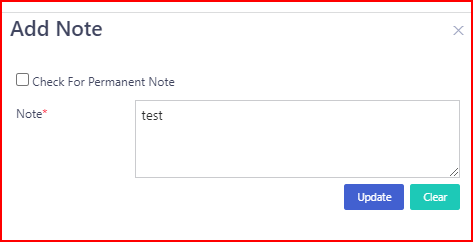 Add Note
Check For Permanent Note
Note*
test
Update Clear